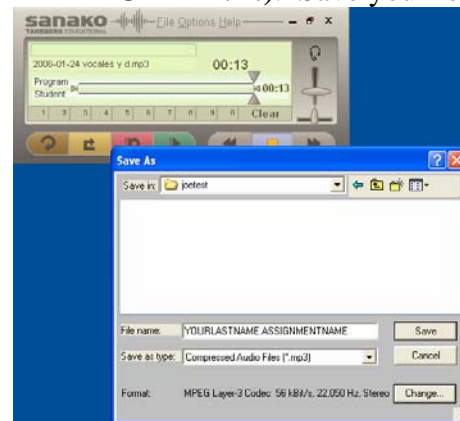 sanako File Options Help
TANDBERG EDUCATIONAL
2006-01-24 vocales y d.mp3 00:13
Program 00:13
Student
1 2 3 4 5 6 7 8 9 Clear
Save As
Save in: joetest
File name: YOURLASTNAME ASSIGNMENTNAME Save
Save as type: Compressed Audio Files (*.mp3) Cancel
Format: MPEG Layer-3 Codec 56 kBit/s, 22,050 Hz, Stereo Change...